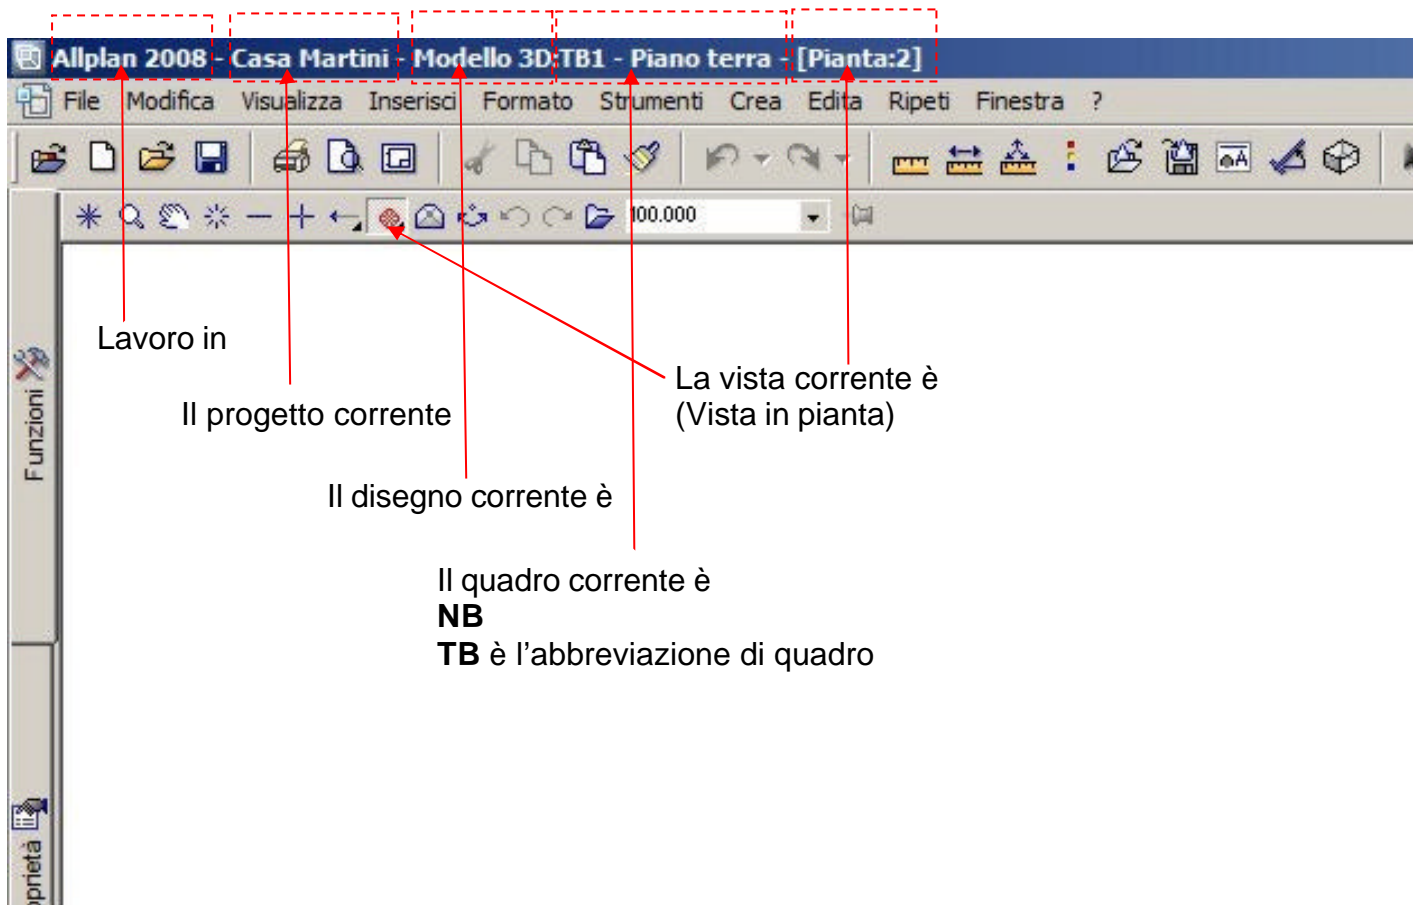 Allplan 2008 - Casa Martini - Modello 3D:TB1 - Piano terra - [Pianta:2]
File Modifica Visualizza Inserisci Formato Strumenti Crea Edita Ripeti Finestra ?
100.000
Funzioni
Lavoro in
La vista corrente è
(Vista in pianta)
Il progetto corrente
Il disegno corrente è
Il quadro corrente è
NB
TB è l’abbreviazione di quadro
oprietà